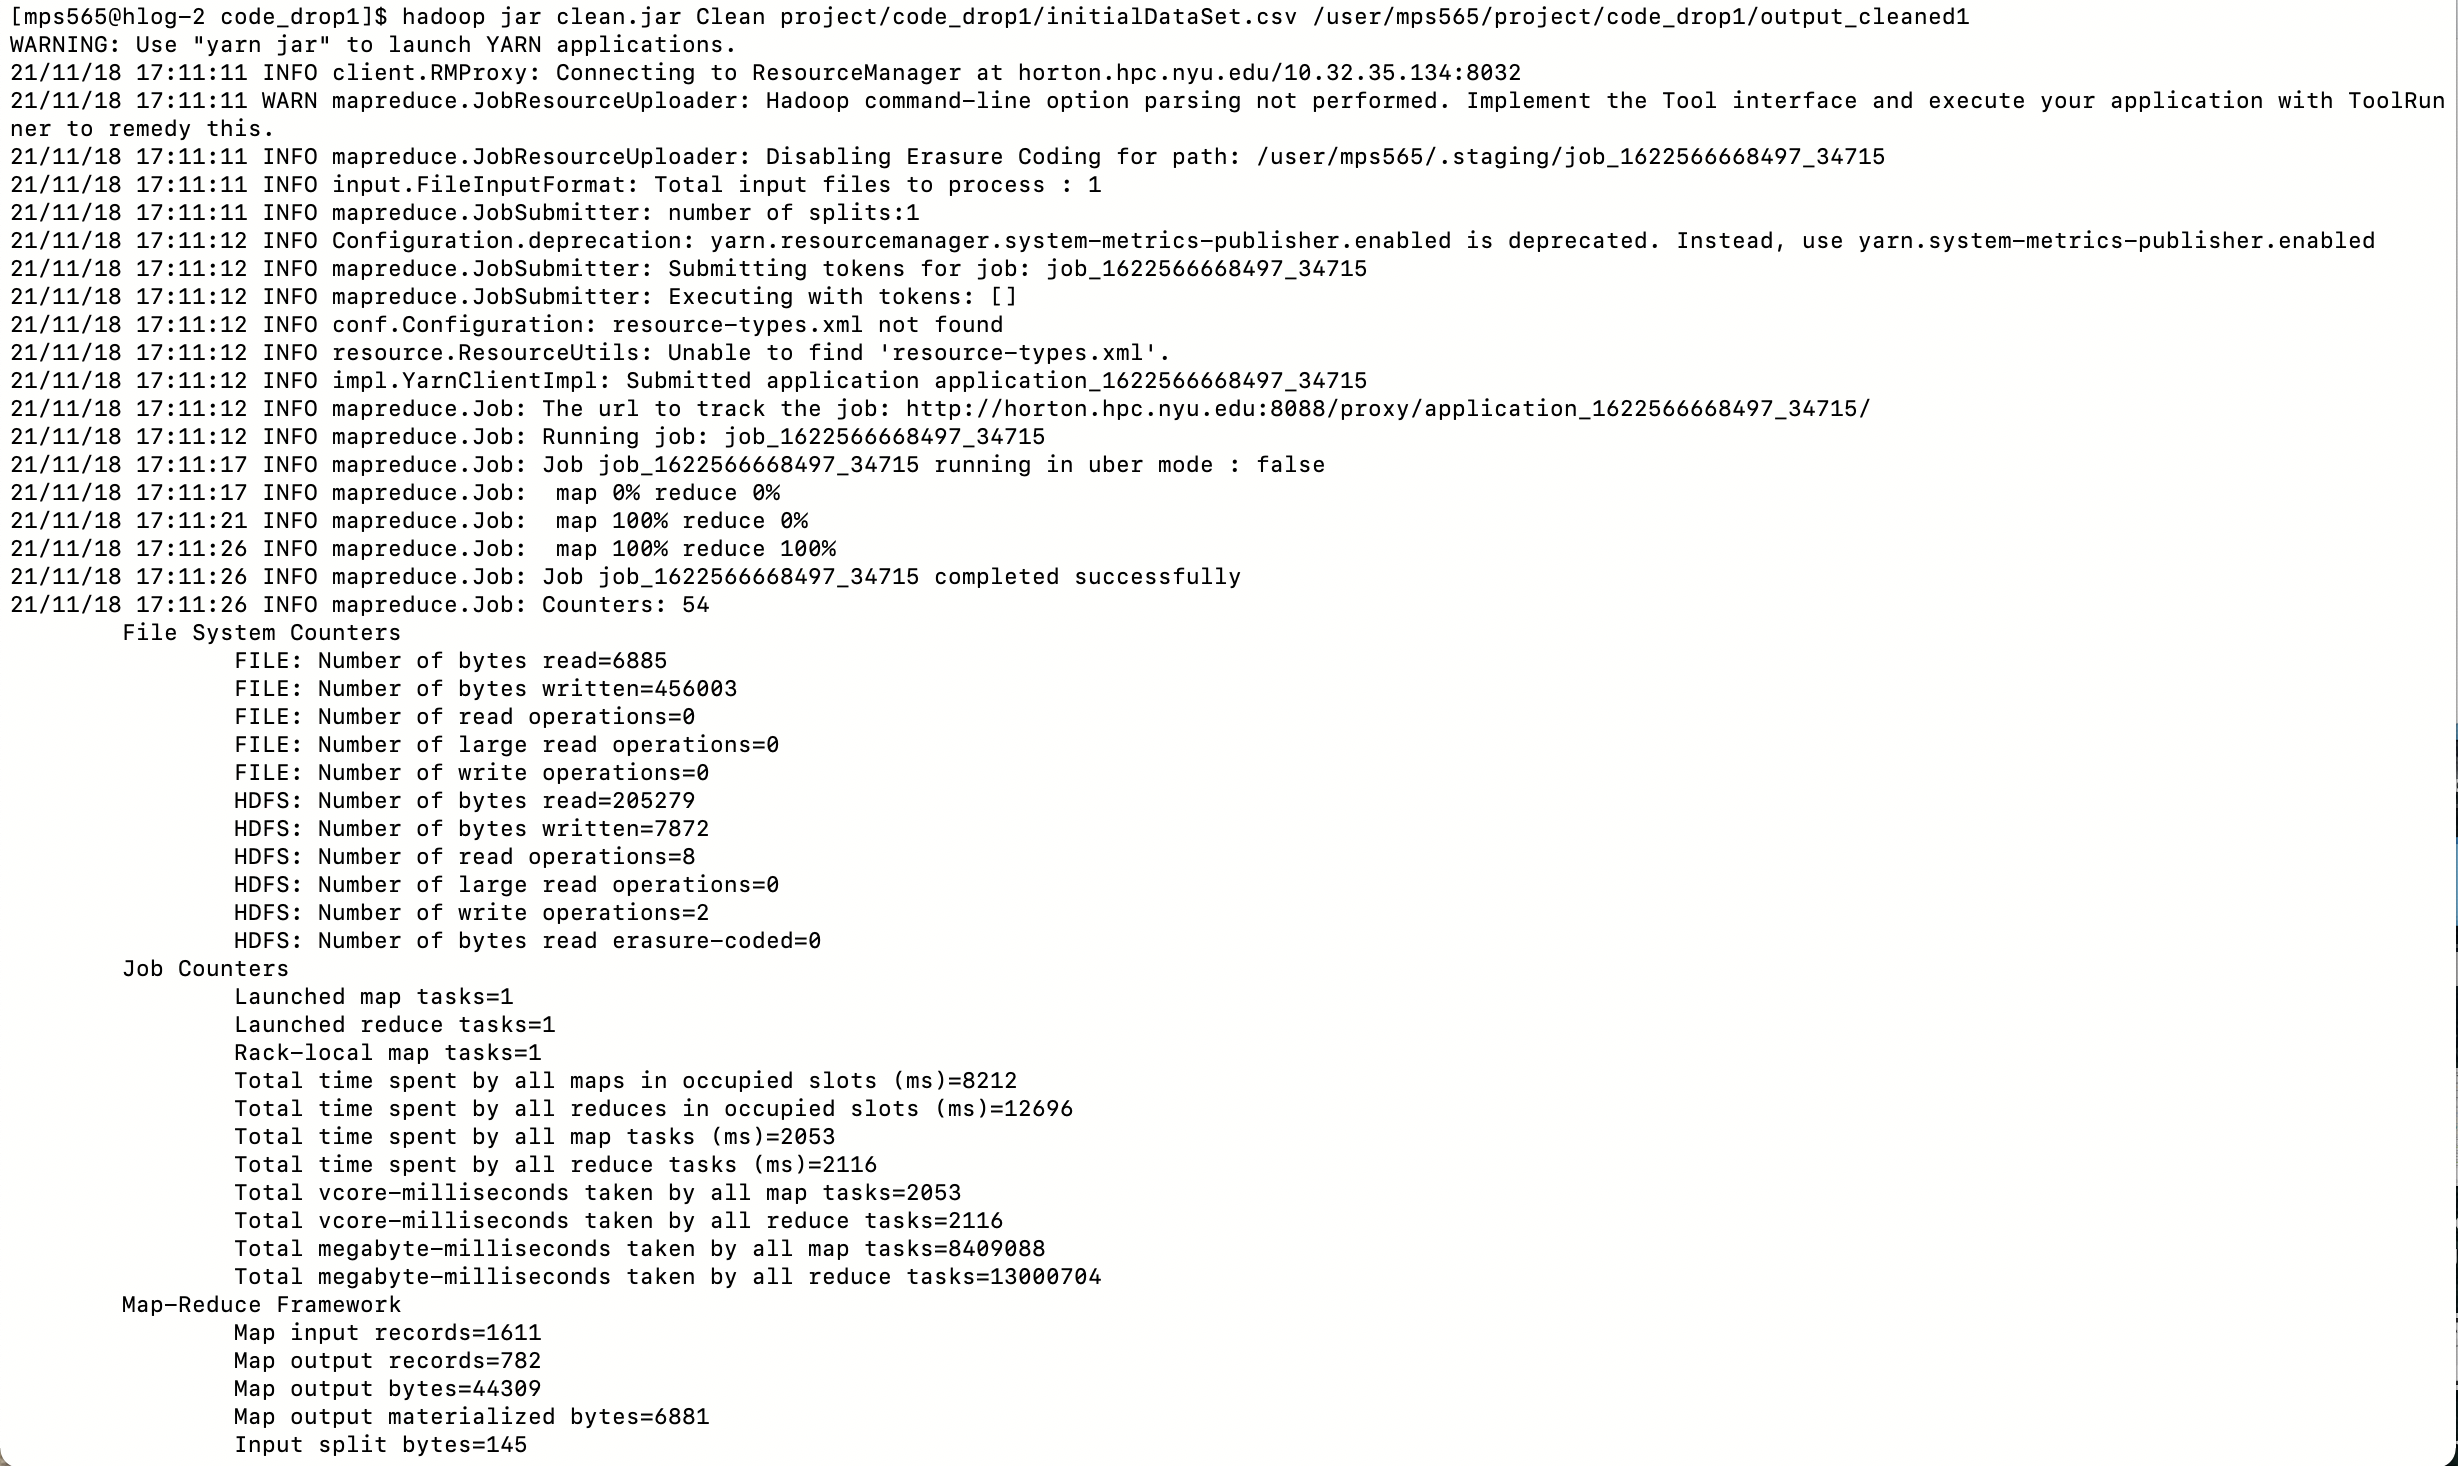 [mps565@hlog-2 code_drop1]$ hadoop jar clean.jar Clean project/code_drop1/initialDataSet.csv /user/mps565/project/code_drop1/output_cleaned1
WARNING: Use "yarn jar" to launch YARN applications.
21/11/18 17:11:11 INFO client.RMProxy: Connecting to ResourceManager at horton.hpc.nyu.edu/10.32.35.134:8032
21/11/18 17:11:11 WARN mapreduce.JobResourceUploader: Hadoop command-line option parsing not performed. Implement the Tool interface and execute your application with ToolRun
ner to remedy this.
21/11/18 17:11:11 INFO mapreduce.JobResourceUploader: Disabling Erasure Coding for path: /user/mps565/.staging/job_1622566668497_34715
21/11/18 17:11:11 INFO input.FileInputFormat: Total input files to process : 1
21/11/18 17:11:11 INFO mapreduce.JobSubmitter: number of splits:1
21/11/18 17:11:12 INFO Configuration.deprecation: yarn.resourcemanager.system-metrics-publisher.enabled is deprecated. Instead, use yarn.system-metrics-publisher.enabled
21/11/18 17:11:12 INFO mapreduce.JobSubmitter: Submitting tokens for job: job_1622566668497_34715
21/11/18 17:11:12 INFO mapreduce.JobSubmitter: Executing with tokens: []
21/11/18 17:11:12 INFO conf.Configuration: resource-types.xml not found
21/11/18 17:11:12 INFO resource.ResourceUtils: Unable to find 'resource-types.xml'.
21/11/18 17:11:12 INFO impl.YarnClientImpl: Submitted application application_1622566668497_34715
21/11/18 17:11:12 INFO mapreduce.Job: The url to track the job: http://horton.hpc.nyu.edu:8088/proxy/application_1622566668497_34715/
21/11/18 17:11:12 INFO mapreduce.Job: Running job: job_1622566668497_34715
21/11/18 17:11:17 INFO mapreduce.Job: Job job_1622566668497_34715 running in uber mode : false
21/11/18 17:11:17 INFO mapreduce.Job:  map 0% reduce 0%
21/11/18 17:11:21 INFO mapreduce.Job:  map 100% reduce 0%
21/11/18 17:11:26 INFO mapreduce.Job:  map 100% reduce 100%
21/11/18 17:11:26 INFO mapreduce.Job: Job job_1622566668497_34715 completed successfully
21/11/18 17:11:26 INFO mapreduce.Job: Counters: 54
File System Counters
FILE: Number of bytes read=6885
FILE: Number of bytes written=456003
FILE: Number of read operations=0
FILE: Number of large read operations=0
FILE: Number of write operations=0
HDFS: Number of bytes read=205279
HDFS: Number of bytes written=7872
HDFS: Number of read operations=8
HDFS: Number of large read operations=0
HDFS: Number of write operations=2
HDFS: Number of bytes read erasure-coded=0
Job Counters
Launched map tasks=1
Launched reduce tasks=1
Rack-local map tasks=1
Total time spent by all maps in occupied slots (ms)=8212
Total time spent by all reduces in occupied slots (ms)=12696
Total time spent by all map tasks (ms)=2053
Total time spent by all reduce tasks (ms)=2116
Total vcore-milliseconds taken by all map tasks=2053
Total vcore-milliseconds taken by all reduce tasks=2116
Total megabyte-milliseconds taken by all map tasks=8409088
Total megabyte-milliseconds taken by all reduce tasks=13000704
Map-Reduce Framework
Map input records=1611
Map output records=782
Map output bytes=44309
Map output materialized bytes=6881
Input split bytes=145